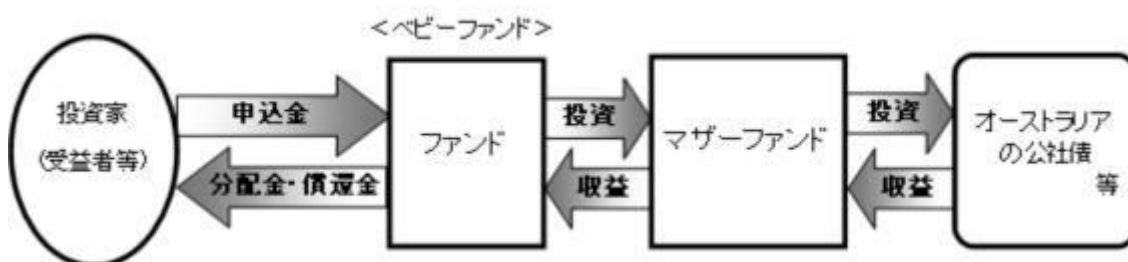 <ベビーファンド>
投資家
(受益者等)
申込金
分配金・償還金
ファンド
投資
収益
マザーファンド
投資
収益
オーストラリア
の公社債
等